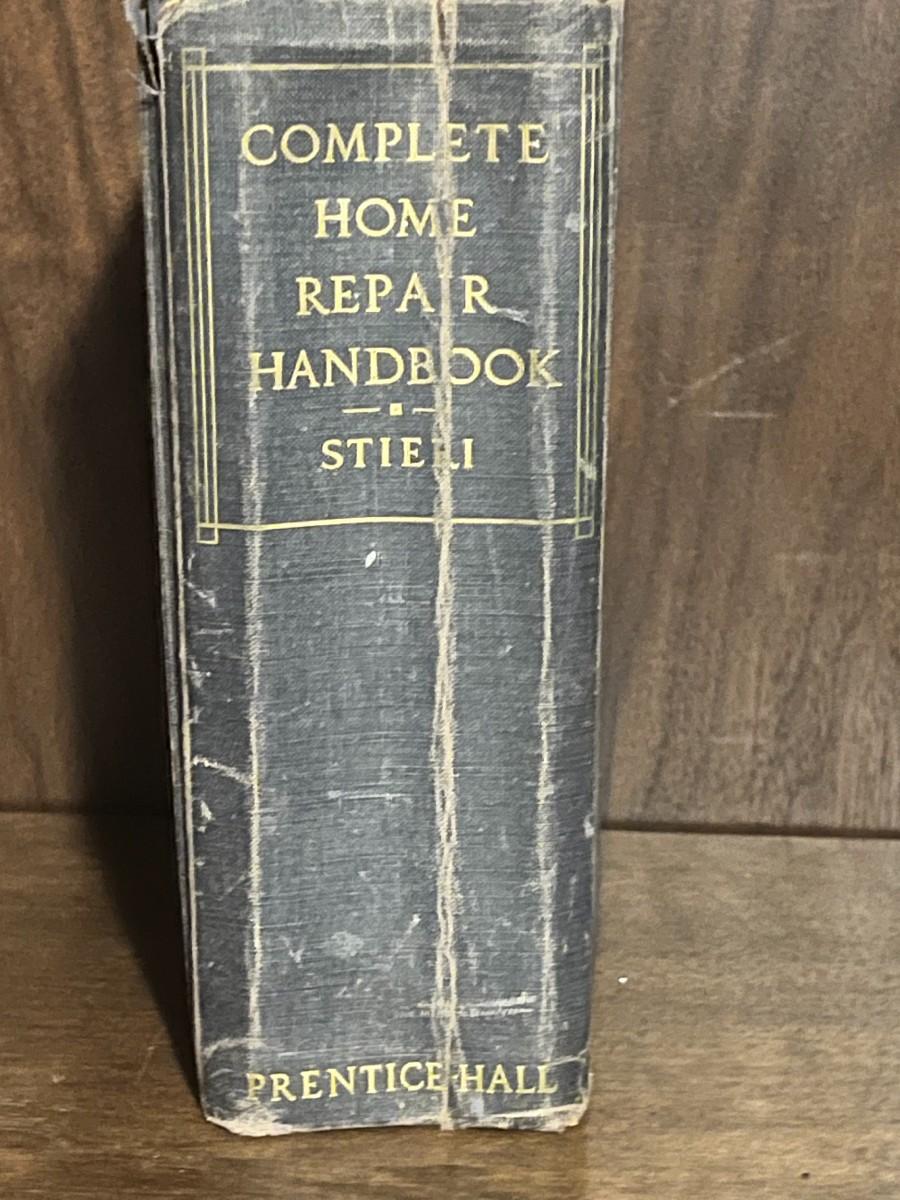 COMPLETE
HOME
REPAIR
HANDBOOK
STIERI
PRENTICE-HALL